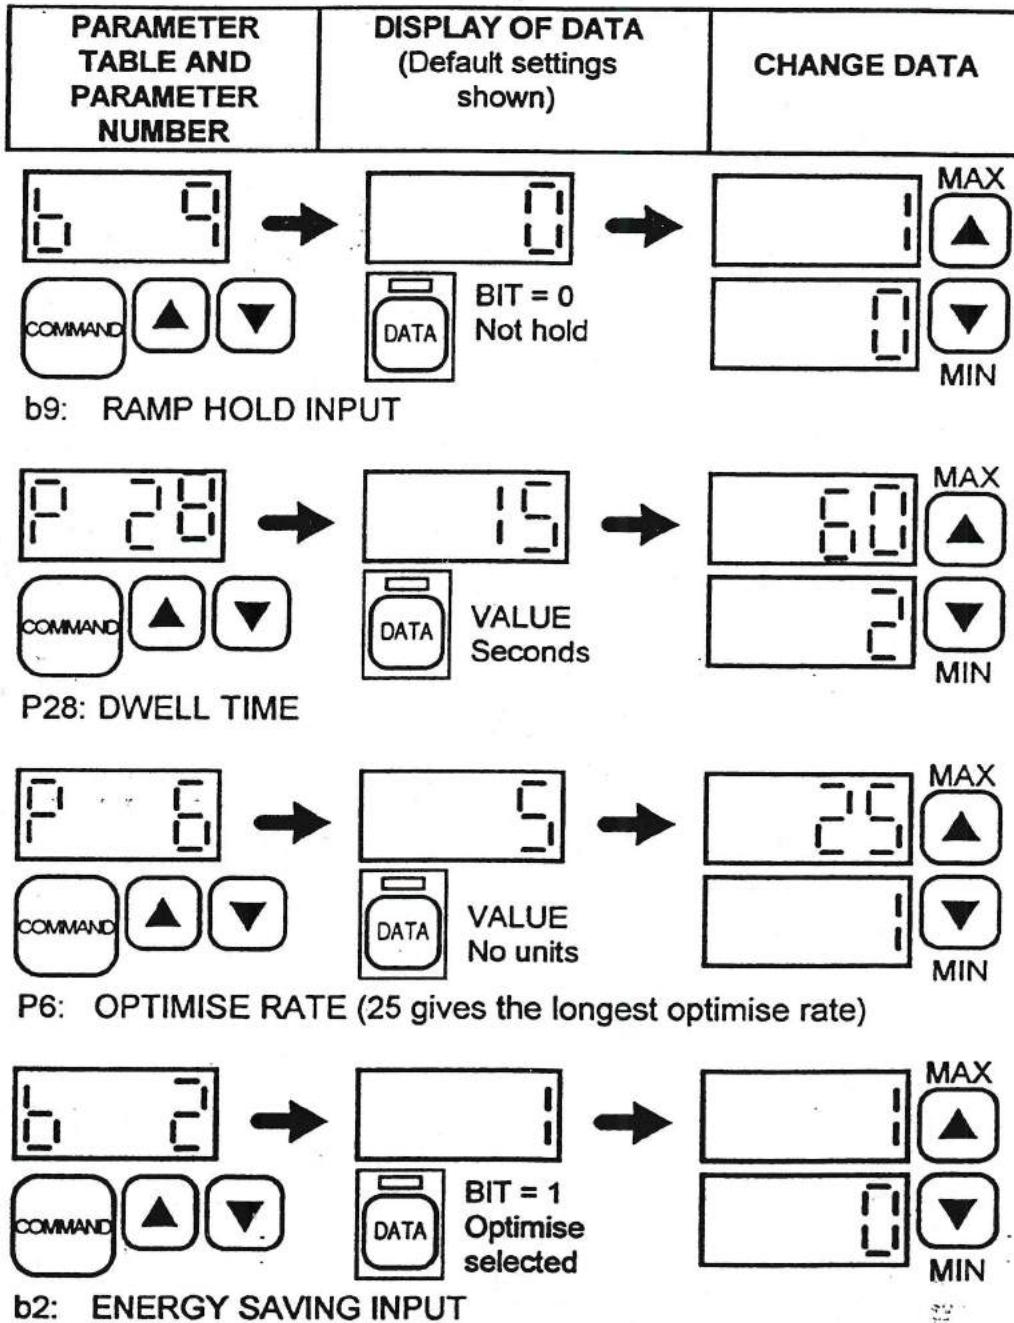 PARAMETER
TABLE AND
PARAMETER
NUMBER
DISPLAY OF DATA
(Default settings
shown)
CHANGE DATA
b 9
0
1
MAX
COMMAND
DATA
BIT = 0
Not hold
0
MIN
b9: RAMP HOLD INPUT
P 28
15
60
MAX
COMMAND
DATA
VALUE
Seconds
2
MIN
P28: DWELL TIME
P 6
5
25
MAX
COMMAND
DATA
VALUE
No units
1
MIN
P6: OPTIMISE RATE (25 gives the longest optimise rate)
b 2
1
1
MAX
COMMAND
DATA
BIT = 1
Optimise
selected
0
MIN
b2: ENERGY SAVING INPUT